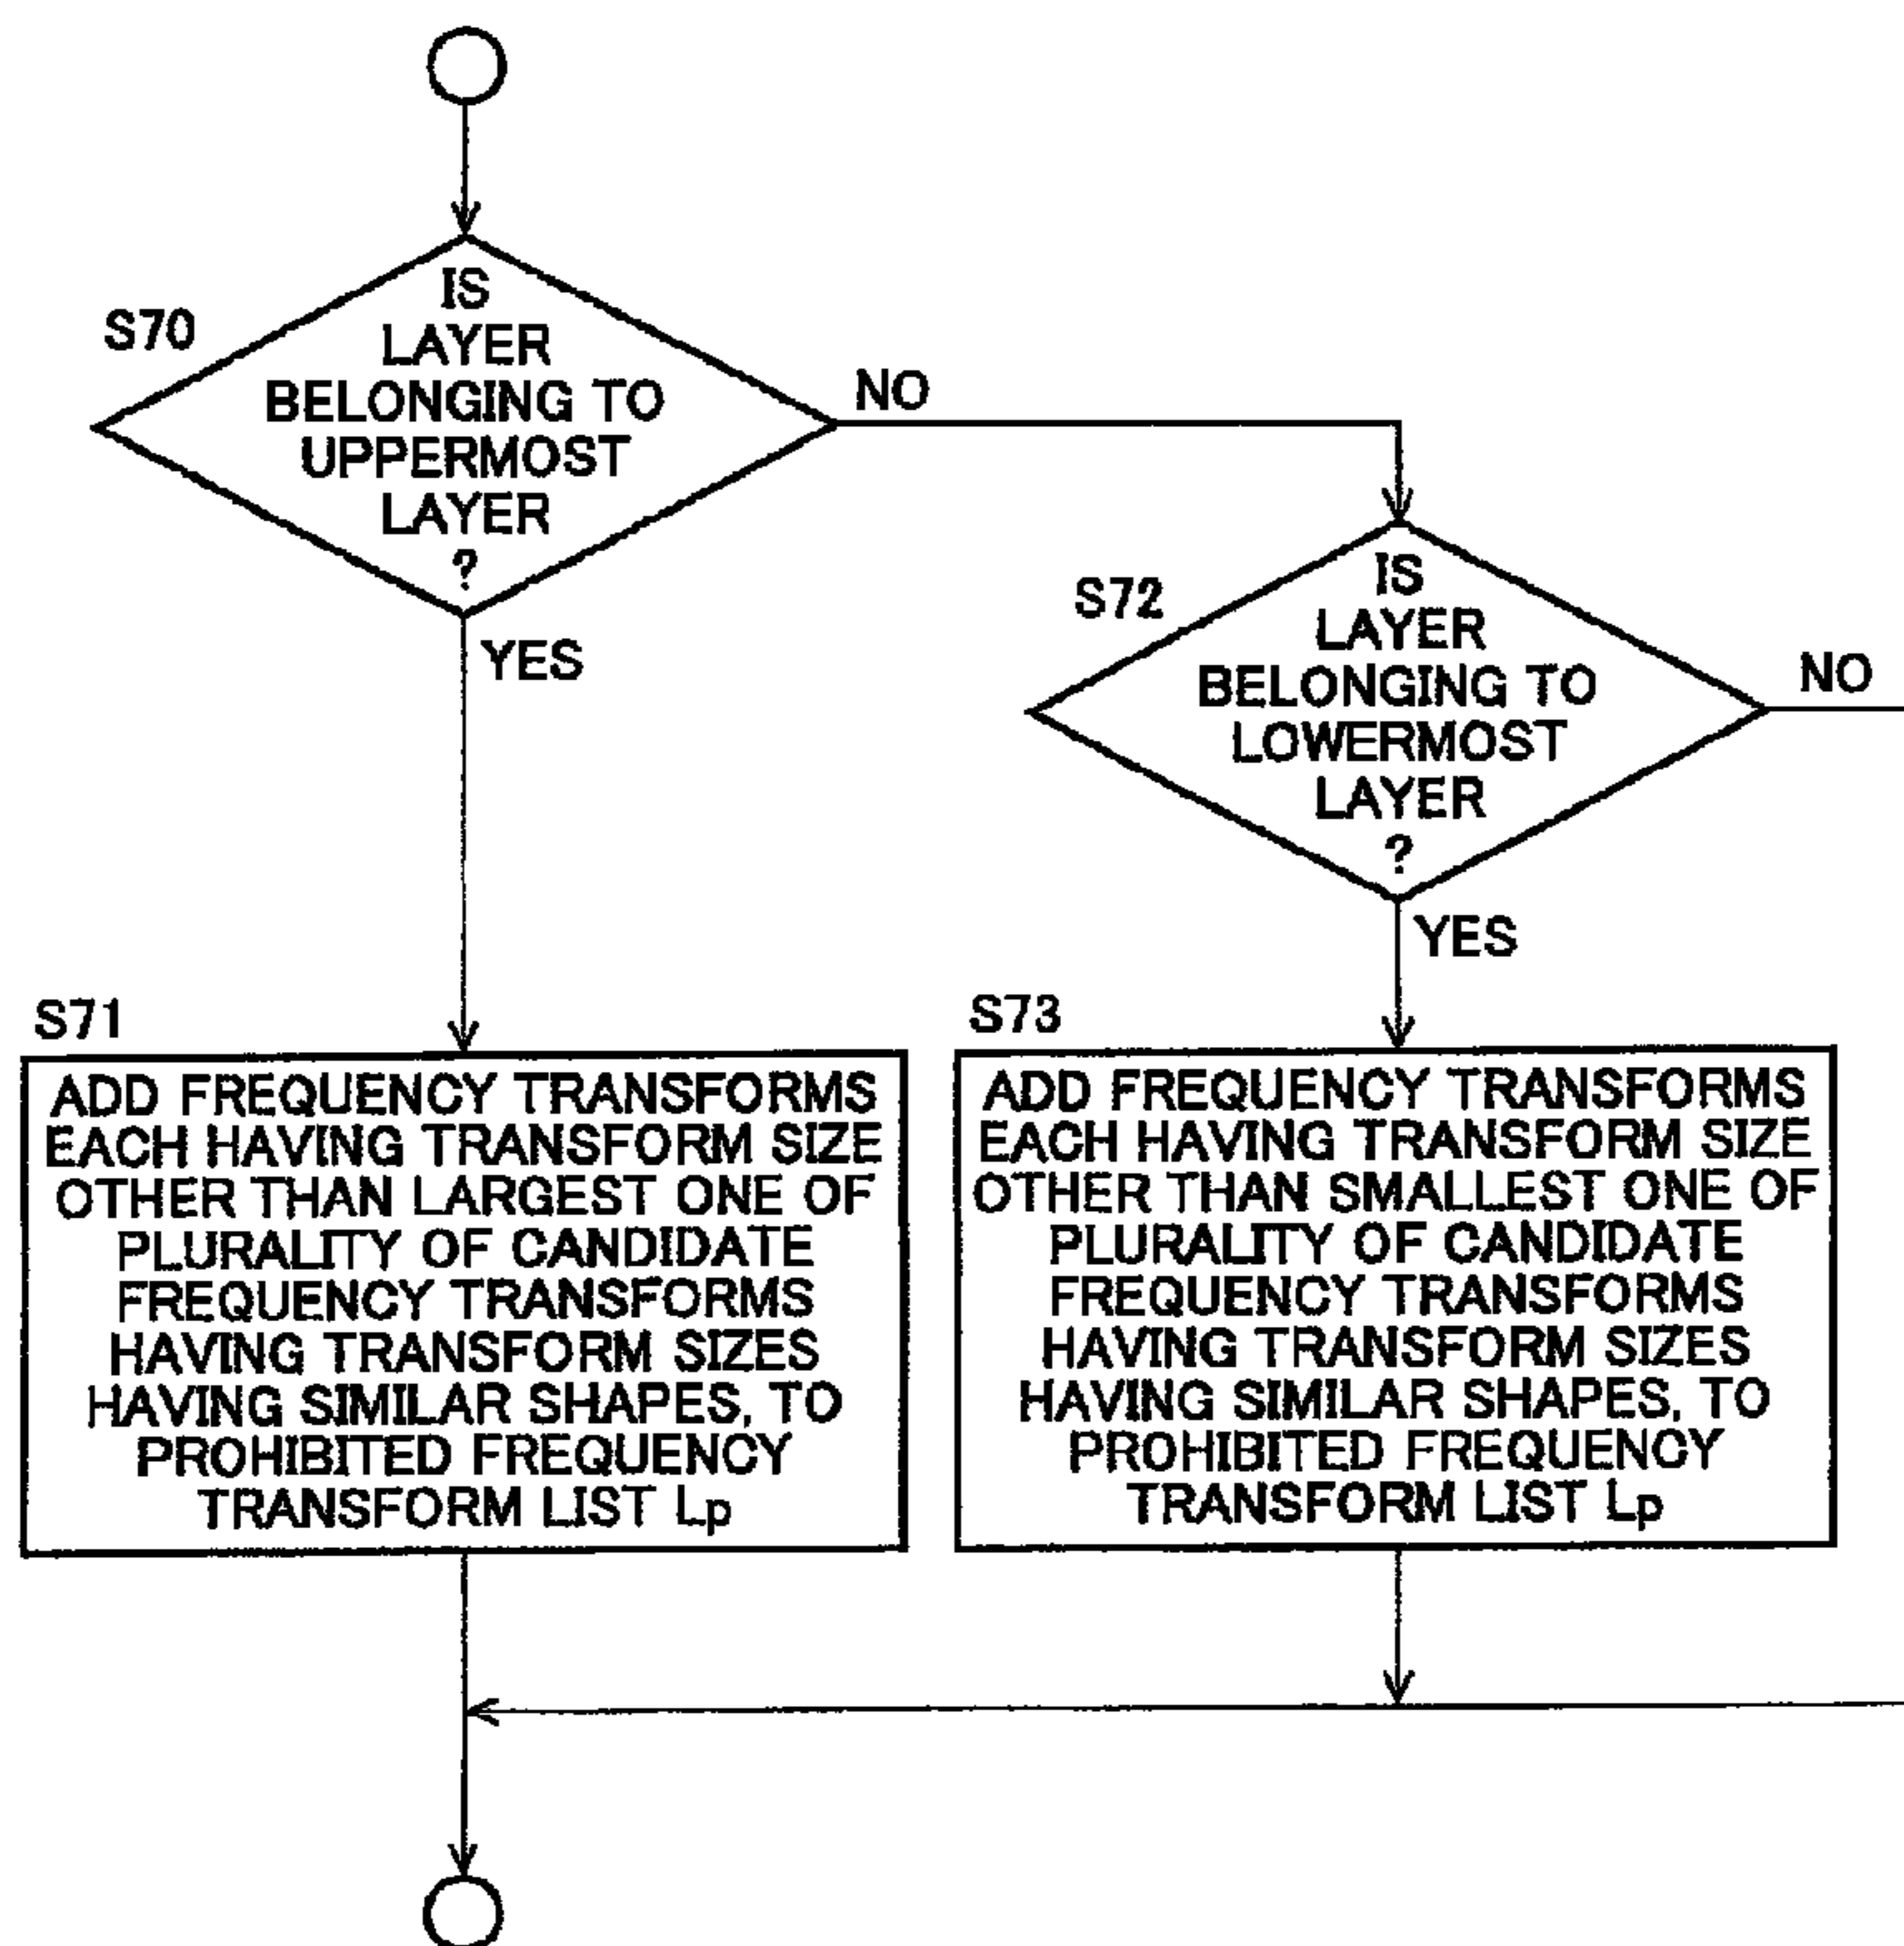 S70
IS
LAYER
BELONGING TO
UPPERMOST
LAYER
?
NO
YES
S72
IS
LAYER
BELONGING TO
LOWERMOST
LAYER
?
NO
YES
S71
ADD FREQUENCY TRANSFORMS
EACH HAVING TRANSFORM SIZE
OTHER THAN LARGEST ONE OF
PLURALITY OF CANDIDATE
FREQUENCY TRANSFORMS
HAVING TRANSFORM SIZES
HAVING SIMILAR SHAPES, TO
PROHIBITED FREQUENCY
TRANSFORM LIST Lp
S73
ADD FREQUENCY TRANSFORMS
EACH HAVING TRANSFORM SIZE
OTHER THAN SMALLEST ONE OF
PLURALITY OF CANDIDATE
FREQUENCY TRANSFORMS
HAVING TRANSFORM SIZES
HAVING SIMILAR SHAPES, TO
PROHIBITED FREQUENCY
TRANSFORM LIST Lp